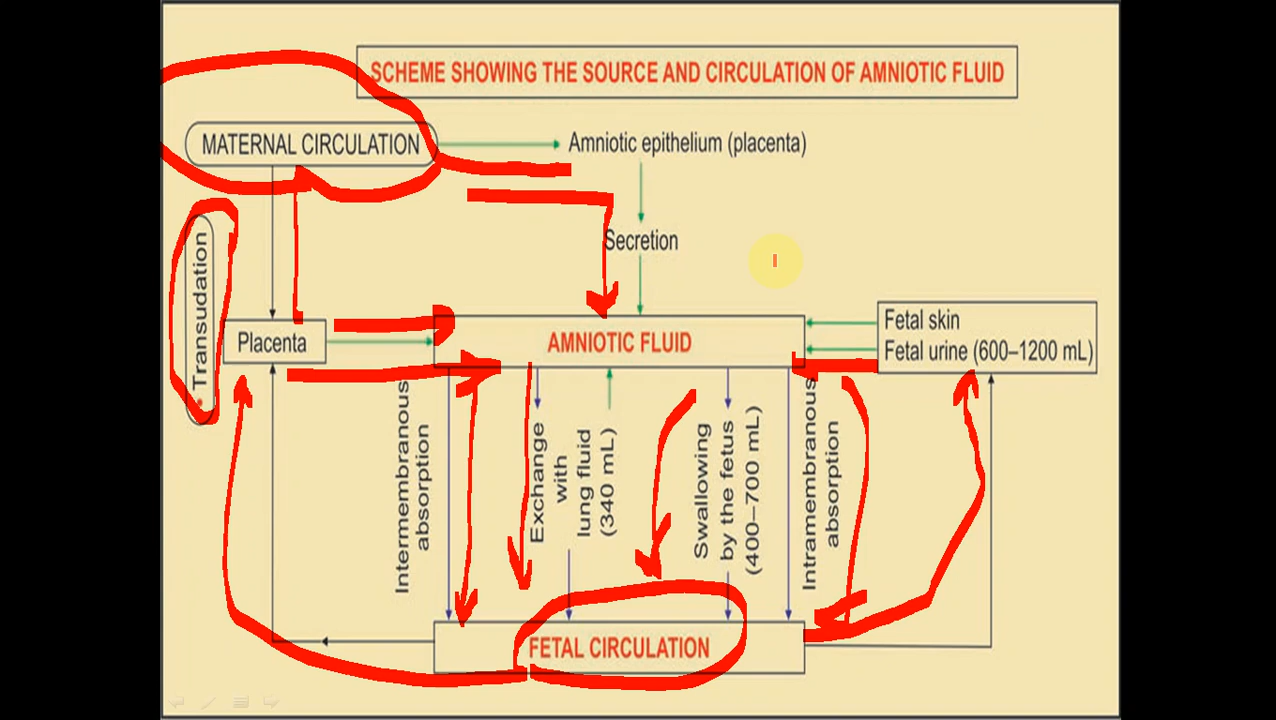 SCHEME SHOWING THE SOURCE AND CIRCULATION OF AMNIOTIC FLUID
MATERNAL CIRCULATION
Amniotic epithelium (placenta)
Transudation
Secretion
Placenta
AMNIOTIC FLUID
Fetal skin
Fetal urine (600–1200 mL)
Intermembranous
absorption
Exchange
with
lung fluid
(340 mL)
Swallowing
by the fetus
(400–700 mL)
Intramembranous
absorption
FETAL CIRCULATION